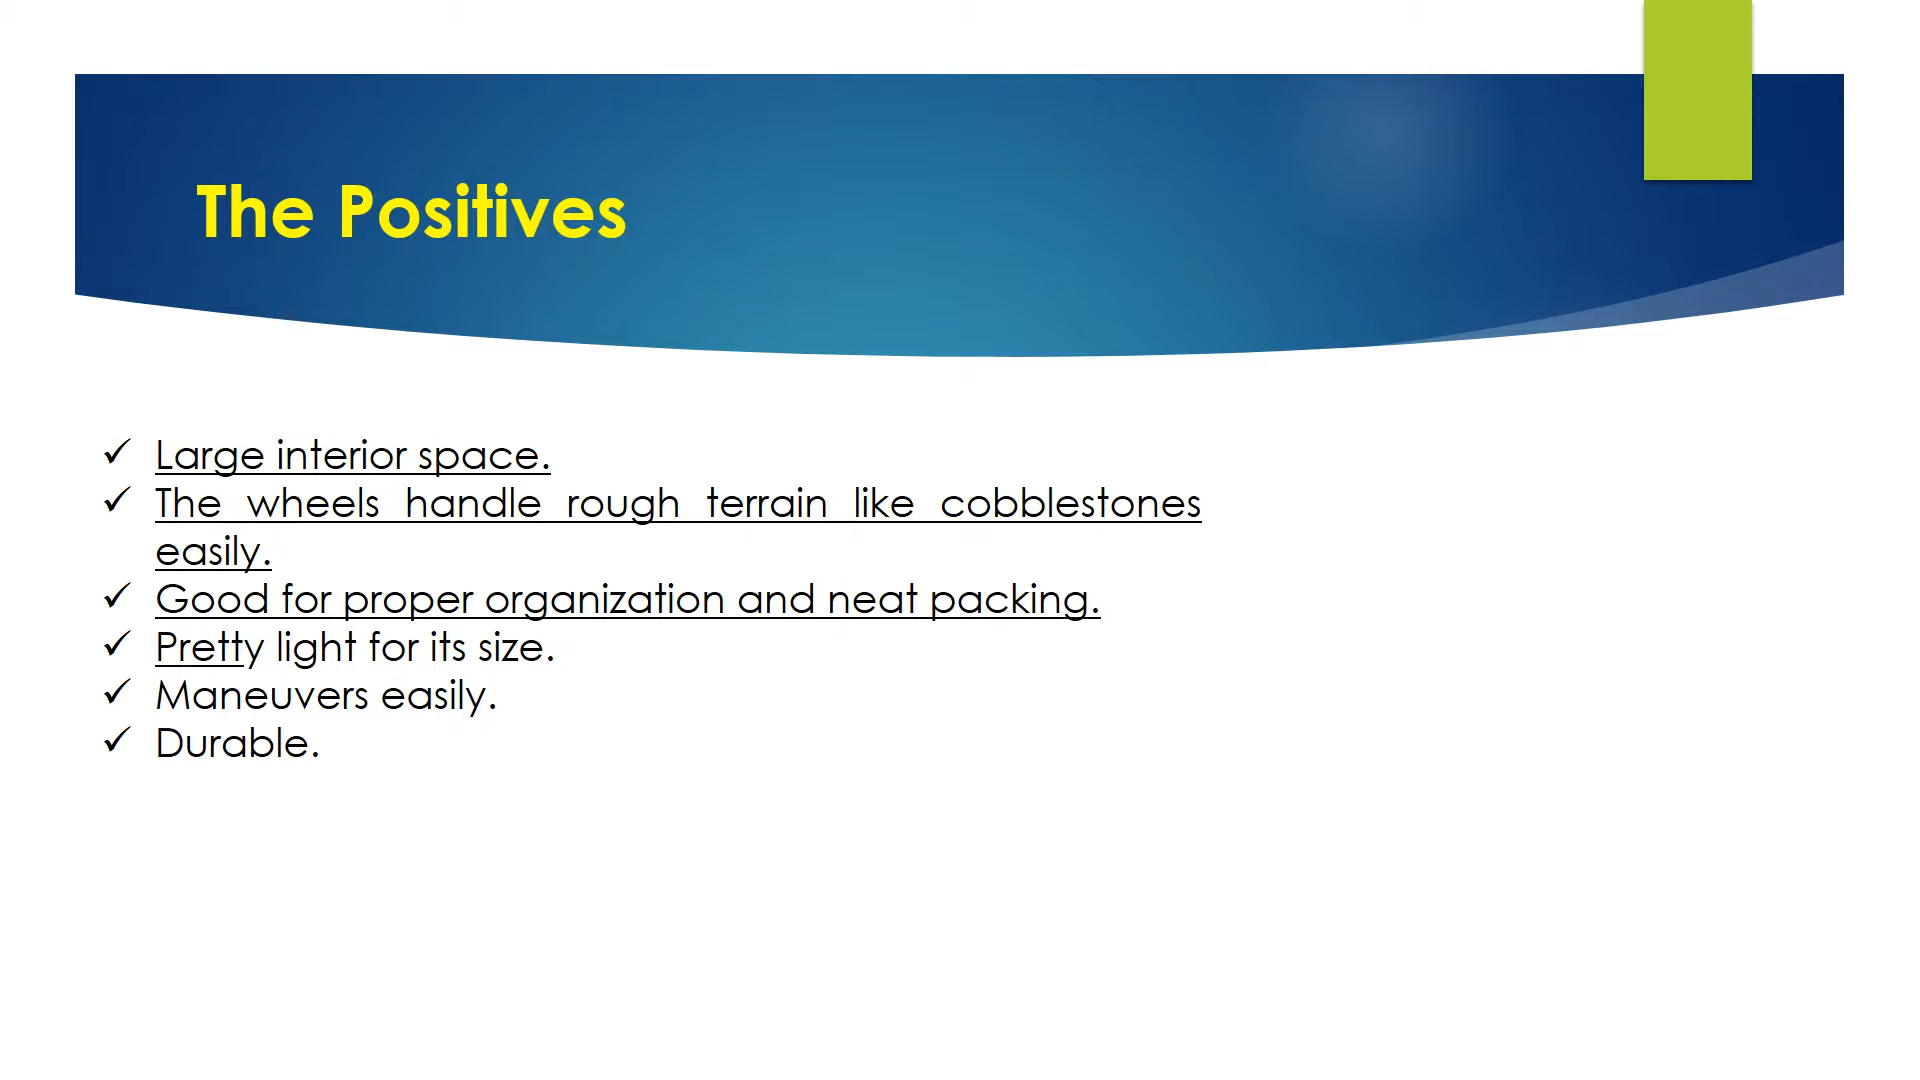 The Positives
✓ Large interior space.
✓ The wheels handle rough terrain like cobblestones
easily.
✓ Good for proper organization and neat packing.
✓ Pretty light for its size.
✓ Maneuvers easily.
✓ Durable.